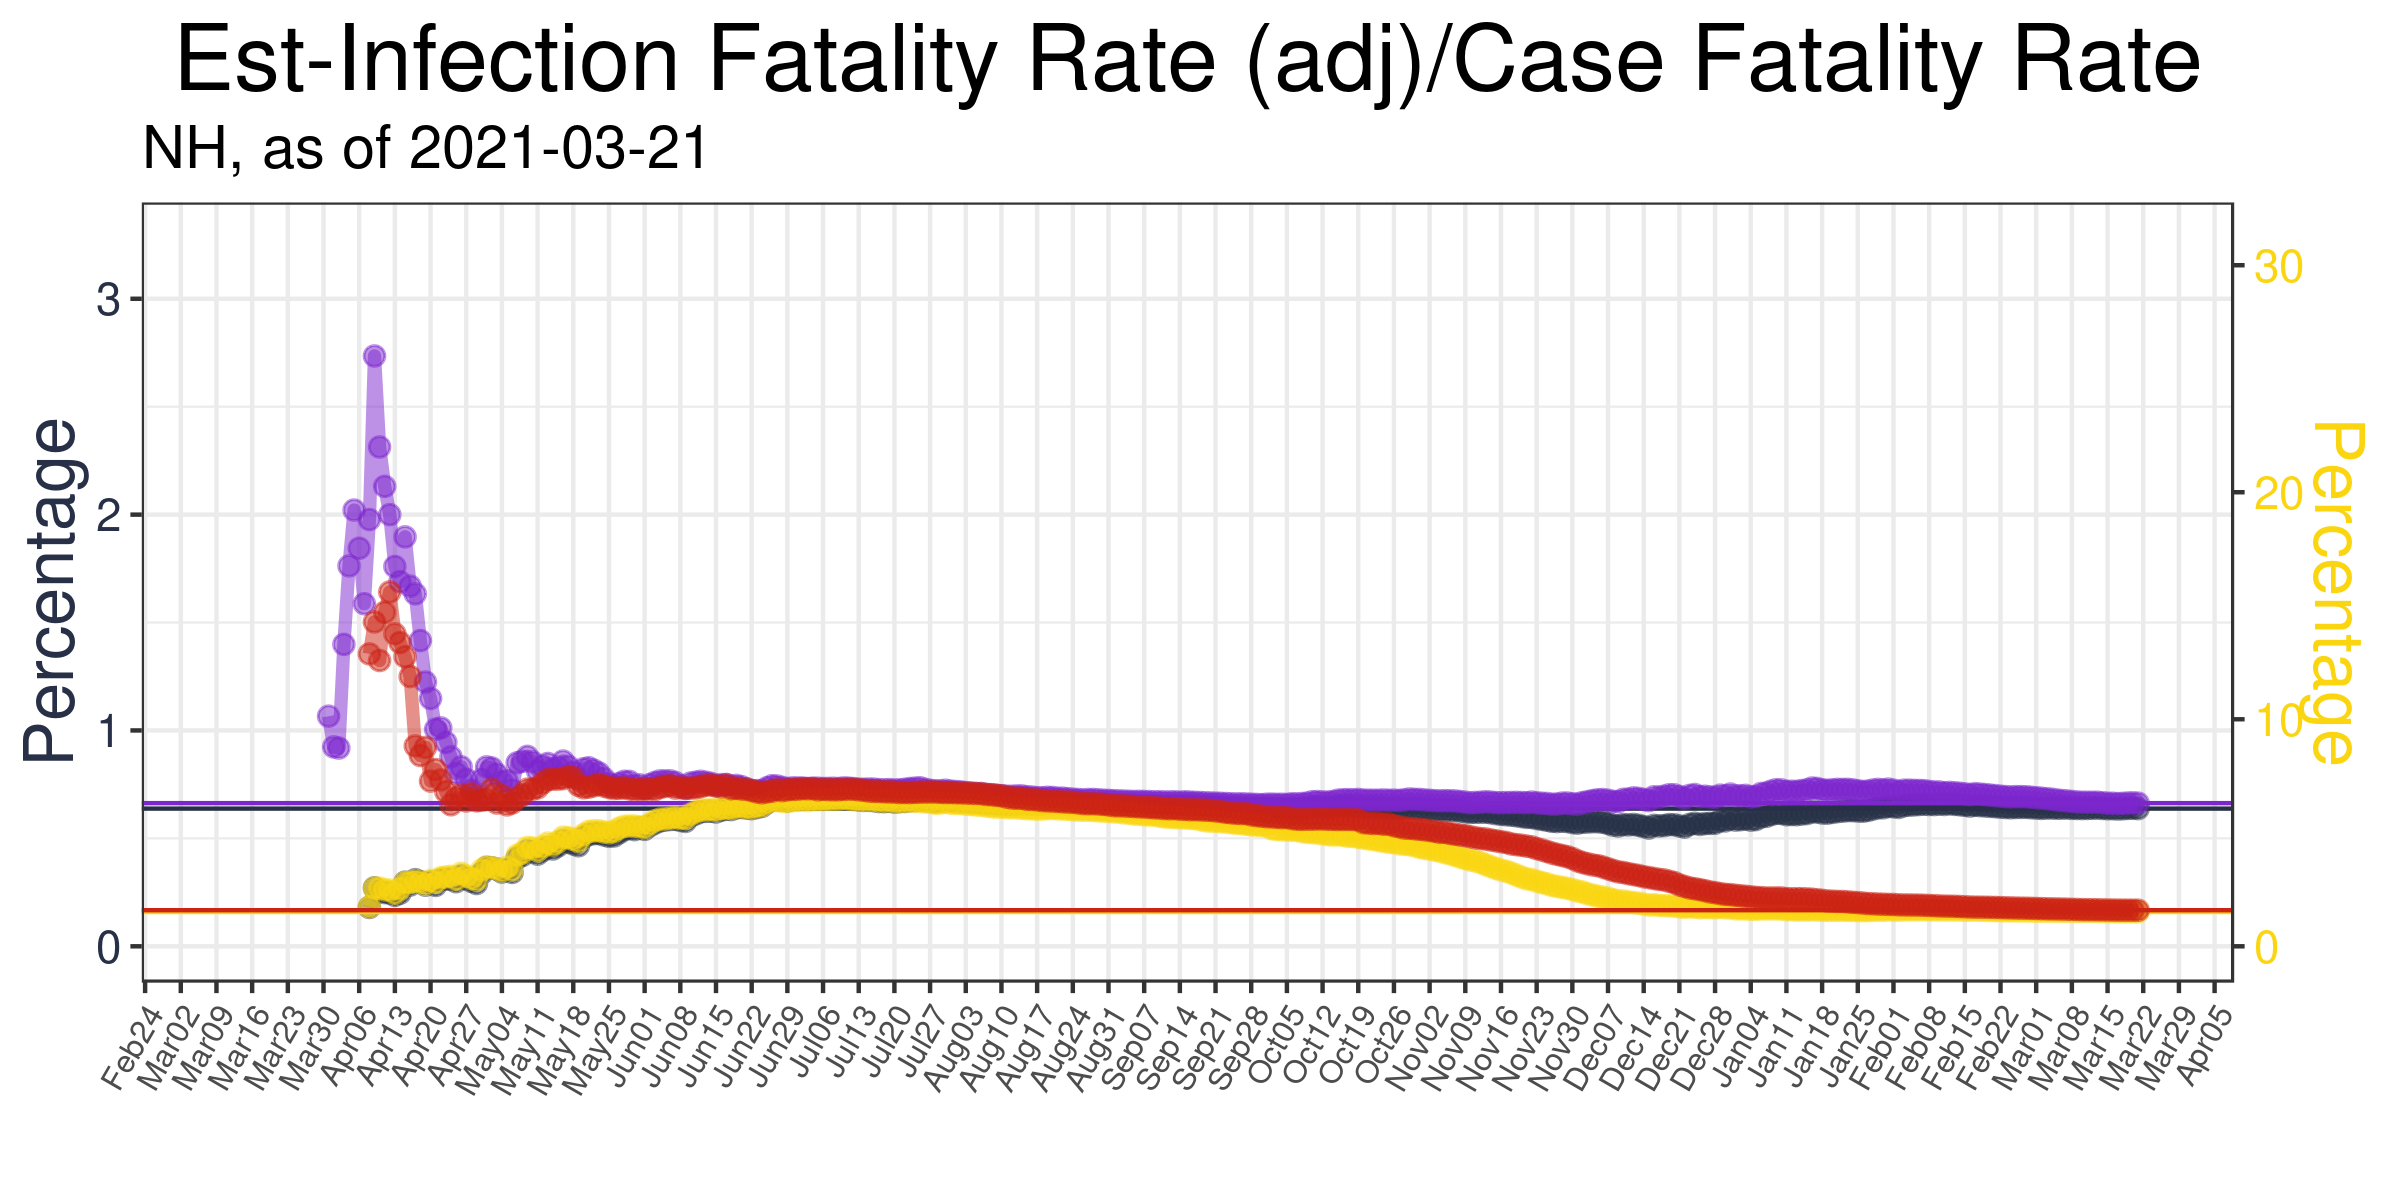 Est-Infection Fatality Rate (adj)/Case Fatality Rate
NH, as of 2021-03-21
Percentage
3
2
1
0
30
20
10
0
Percentage
Feb24
Mar02
Mar09
Mar16
Mar23
Mar30
Apr06
Apr13
Apr20
Apr27
May04
May11
May18
May25
Jun01
Jun08
Jun15
Jun22
Jun29
Jul06
Jul13
Jul20
Jul27
Aug03
Aug10
Aug17
Aug24
Aug31
Sep07
Sep14
Sep21
Sep28
Oct05
Oct12
Oct19
Oct26
Nov02
Nov09
Nov16
Nov23
Nov30
Dec07
Dec14
Dec21
Dec28
Jan04
Jan11
Jan18
Jan25
Feb01
Feb08
Feb15
Feb22
Mar01
Mar08
Mar15
Mar22
Mar29
Apr05